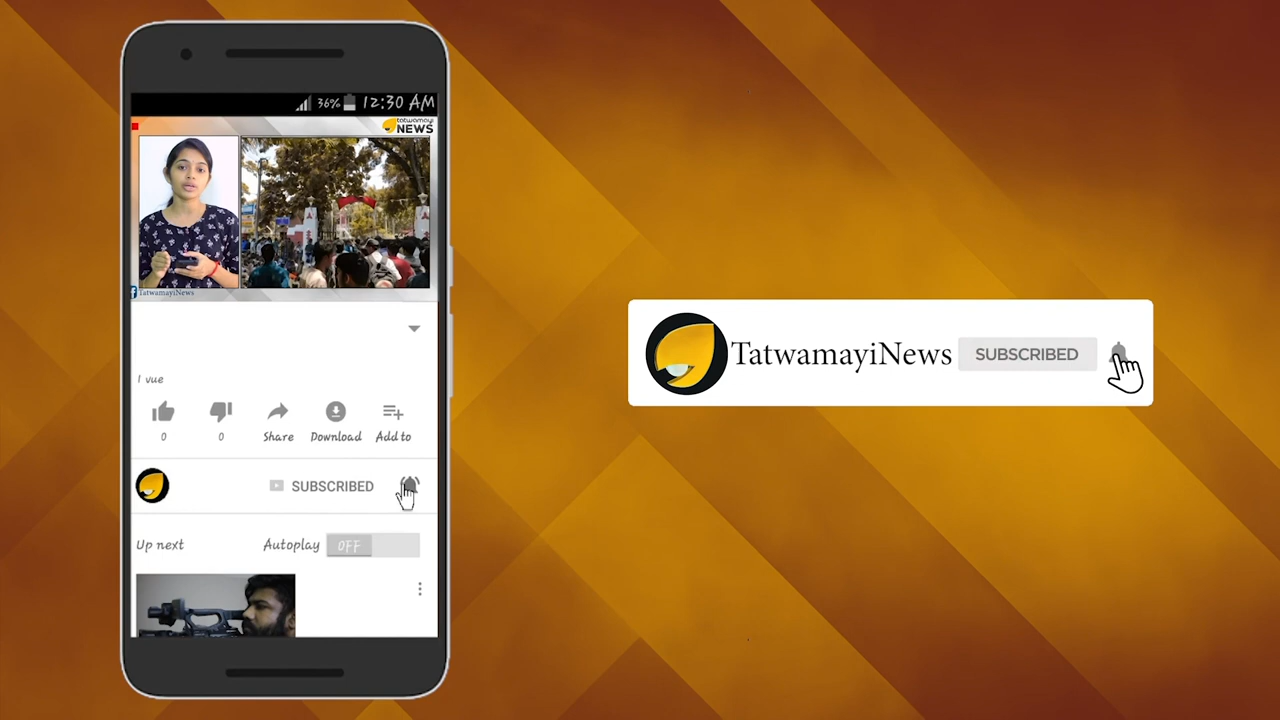 36% 12:30 AM
tatwamayi
NEWS
TatwamayiNews
1 vue
0 0 Share Download Add to
SUBSCRIBED
Up next Autoplay OFF
TatwamayiNews SUBSCRIBED